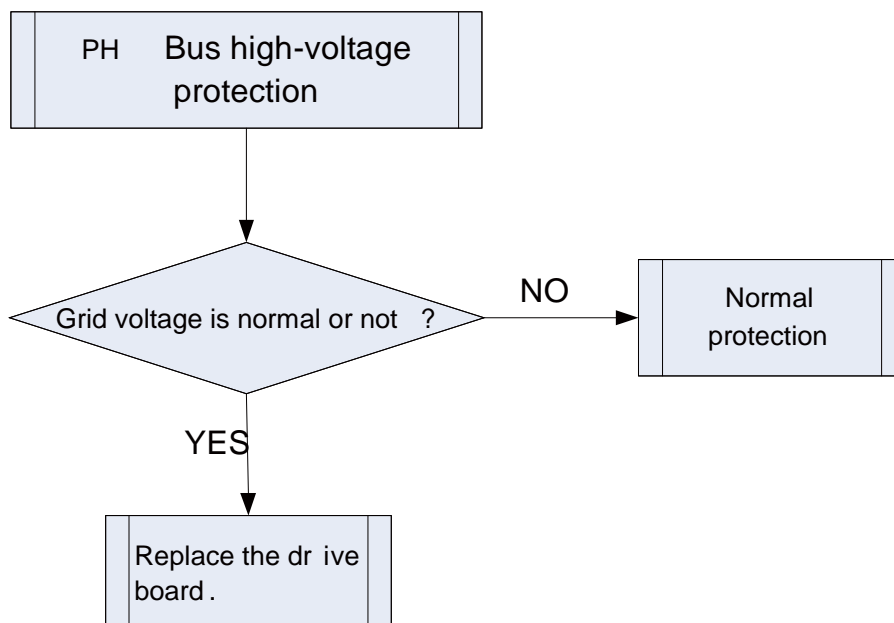 PH Bus high-voltage
protection
Grid voltage is normal or not ?
NO
Normal
protection
YES
Replace the dr ive
board .